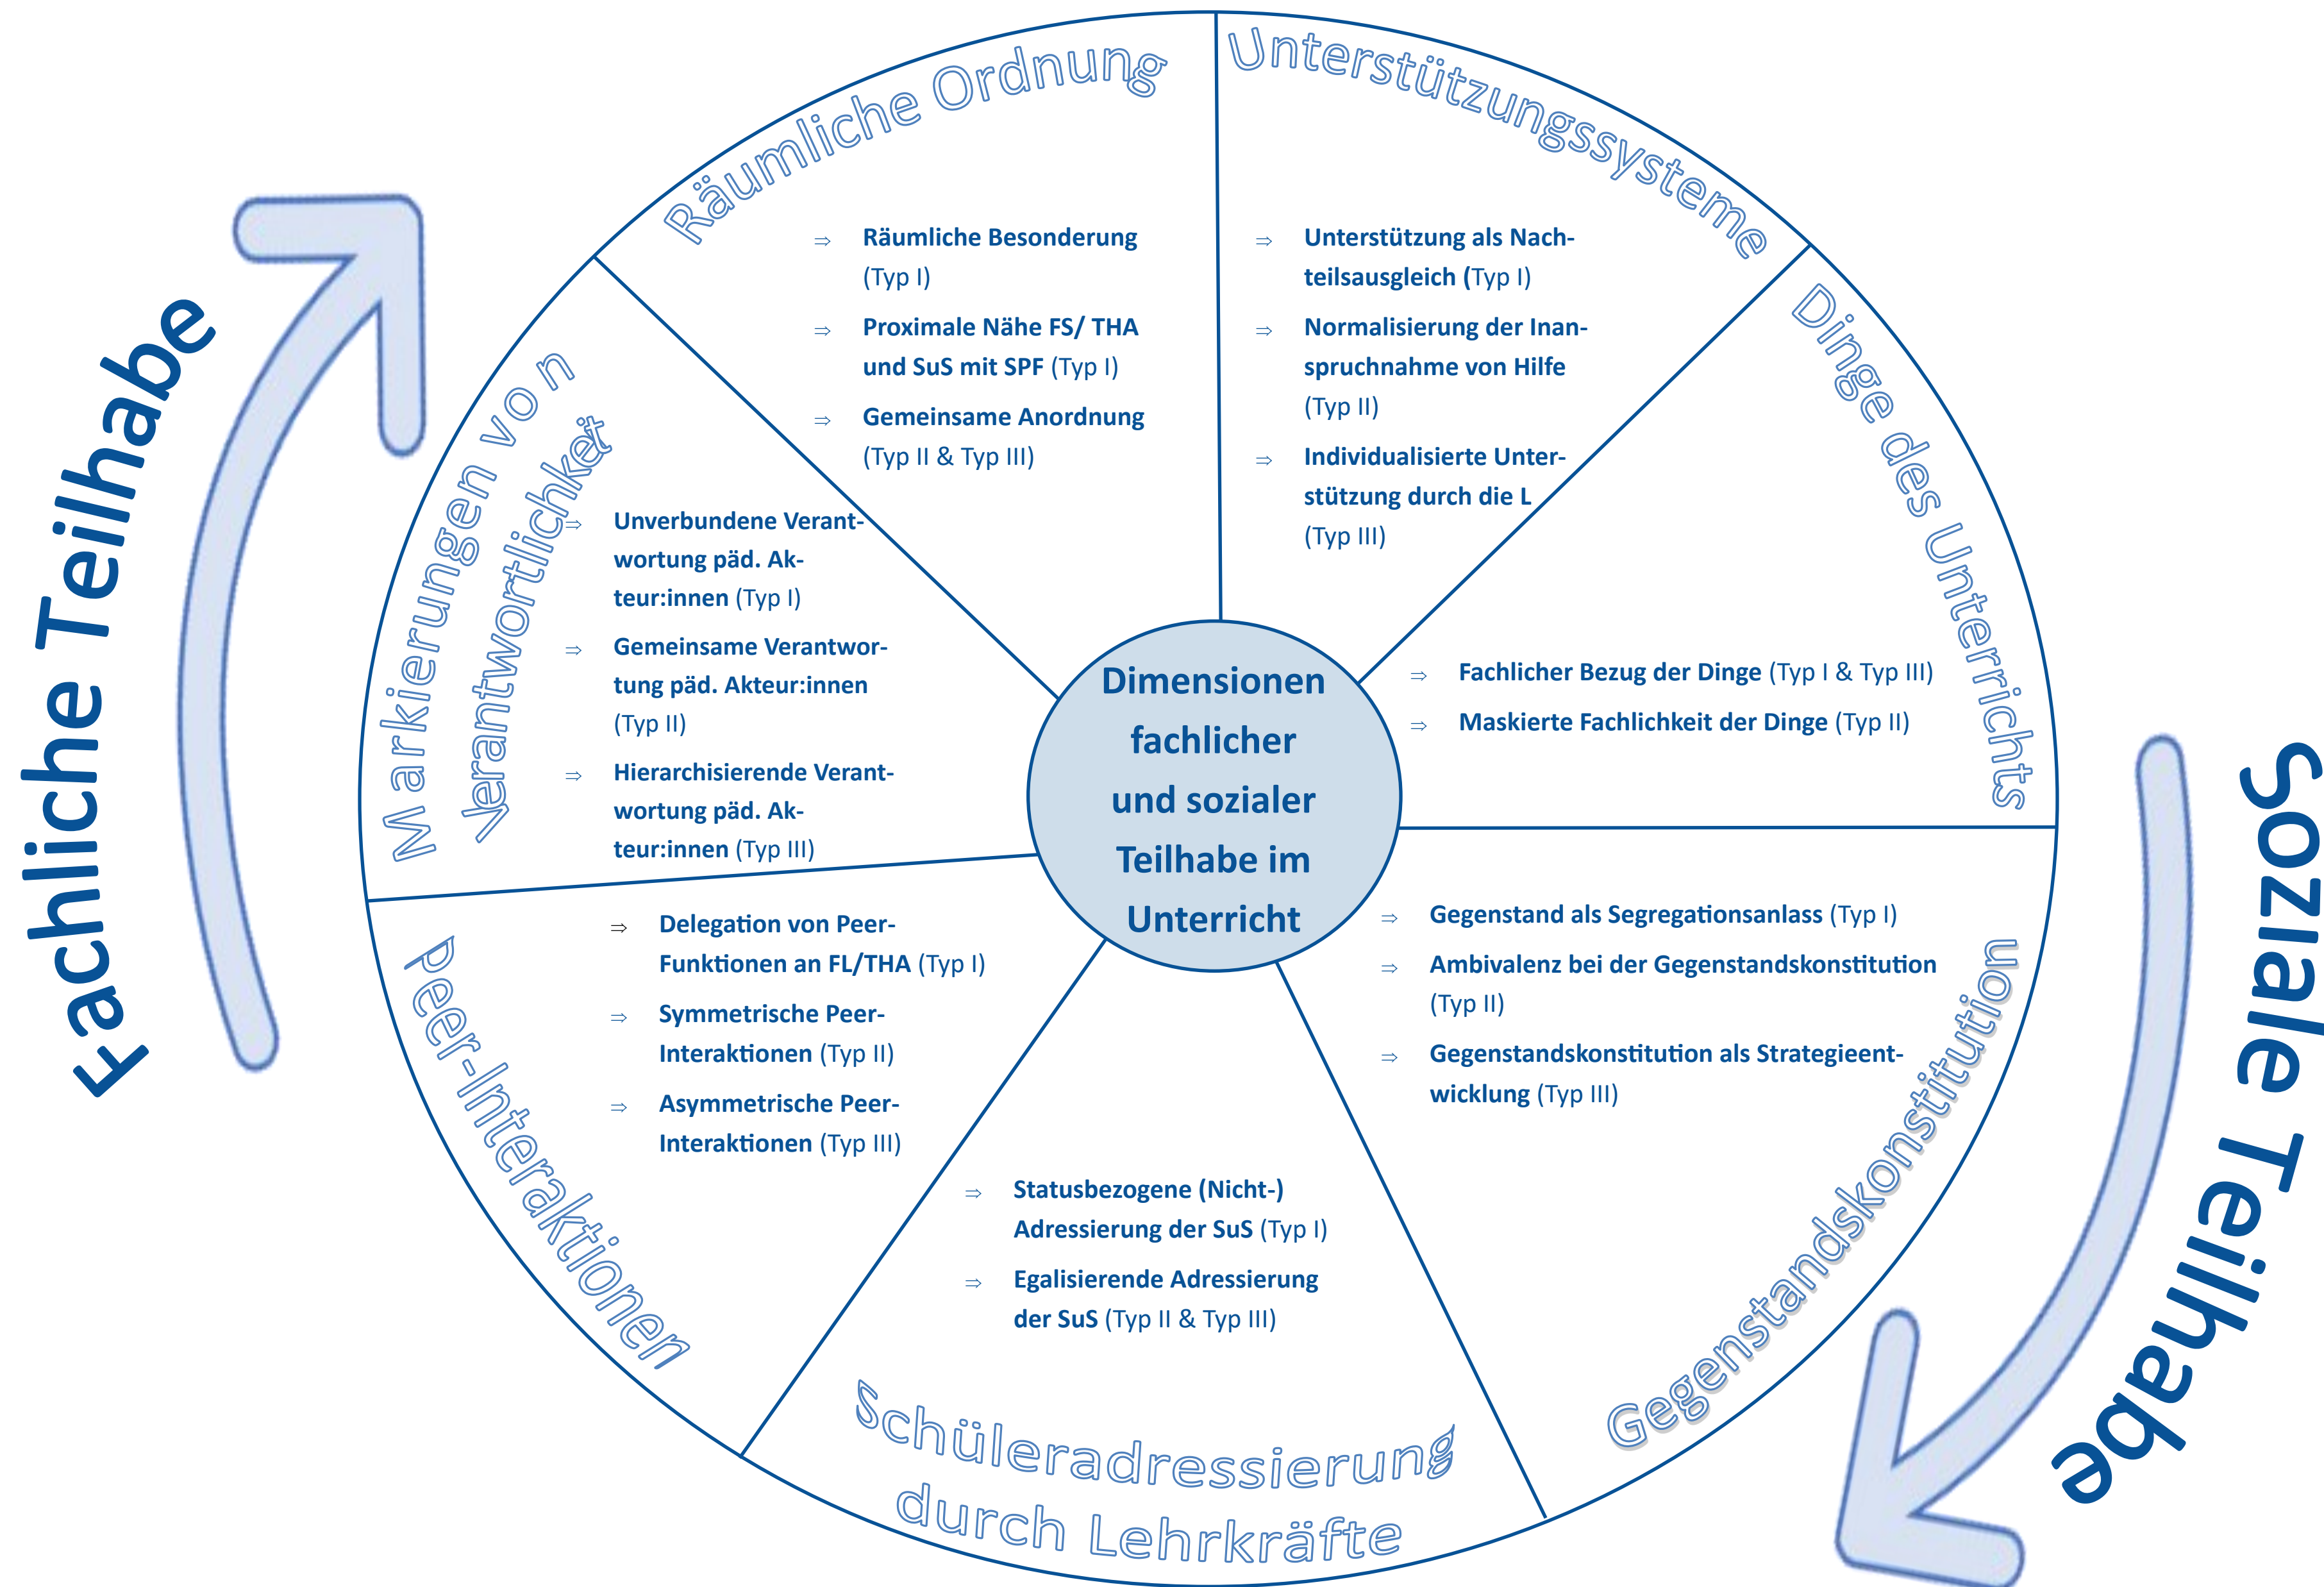 Fachliche Teilhabe
Räumliche Ordnung
⇒ Räumliche Besonderung
(Typ I)
⇒ Proximale Nähe FS/ THA
und SuS mit SPF (Typ I)
⇒ Gemeinsame Anordnung
(Typ II & Typ III)
Unterstützungssysteme
⇒ Unterstützung als Nach-
teilsausgleich (Typ I)
⇒ Normalisierung der Inan-
spruchnahme von Hilfe
(Typ II)
⇒ Individualisierte Unter-
stützung durch die L
(Typ III)
Dinge des Unterrichts
⇒ Fachlicher Bezug der Dinge (Typ I & Typ III)
⇒ Maskierte Fachlichkeit der Dinge (Typ II)
Markierungen von
Verantwortlichkeit
⇒ Unverbundene Verant-
wortung päd. Ak-
teur:innen (Typ I)
⇒ Gemeinsame Verantwor-
tung päd. Akteur:innen
(Typ II)
⇒ Hierarchisierende Verant-
wortung päd. Ak-
teur:innen (Typ III)
Dimensionen
fachlicher
und sozialer
Teilhabe im
Unterricht
Gegenstandskonstitution
⇒ Gegenstand als Segregationsanlass (Typ I)
⇒ Ambivalenz bei der Gegenstandskonstitution
(Typ II)
⇒ Gegenstandskonstitution als Strategieent-
wicklung (Typ III)
Peer-Interaktionen
⇒ Delegation von Peer-
Funktionen an FL/THA (Typ I)
⇒ Symmetrische Peer-
Interaktionen (Typ II)
⇒ Asymmetrische Peer-
Interaktionen (Typ III)
⇒ Statusbezogene (Nicht-)
Adressierung der SuS (Typ I)
⇒ Egalisierende Adressierung
der SuS (Typ II & Typ III)
Schüleradressierung
durch Lehrkräfte
Soziale Teilhabe